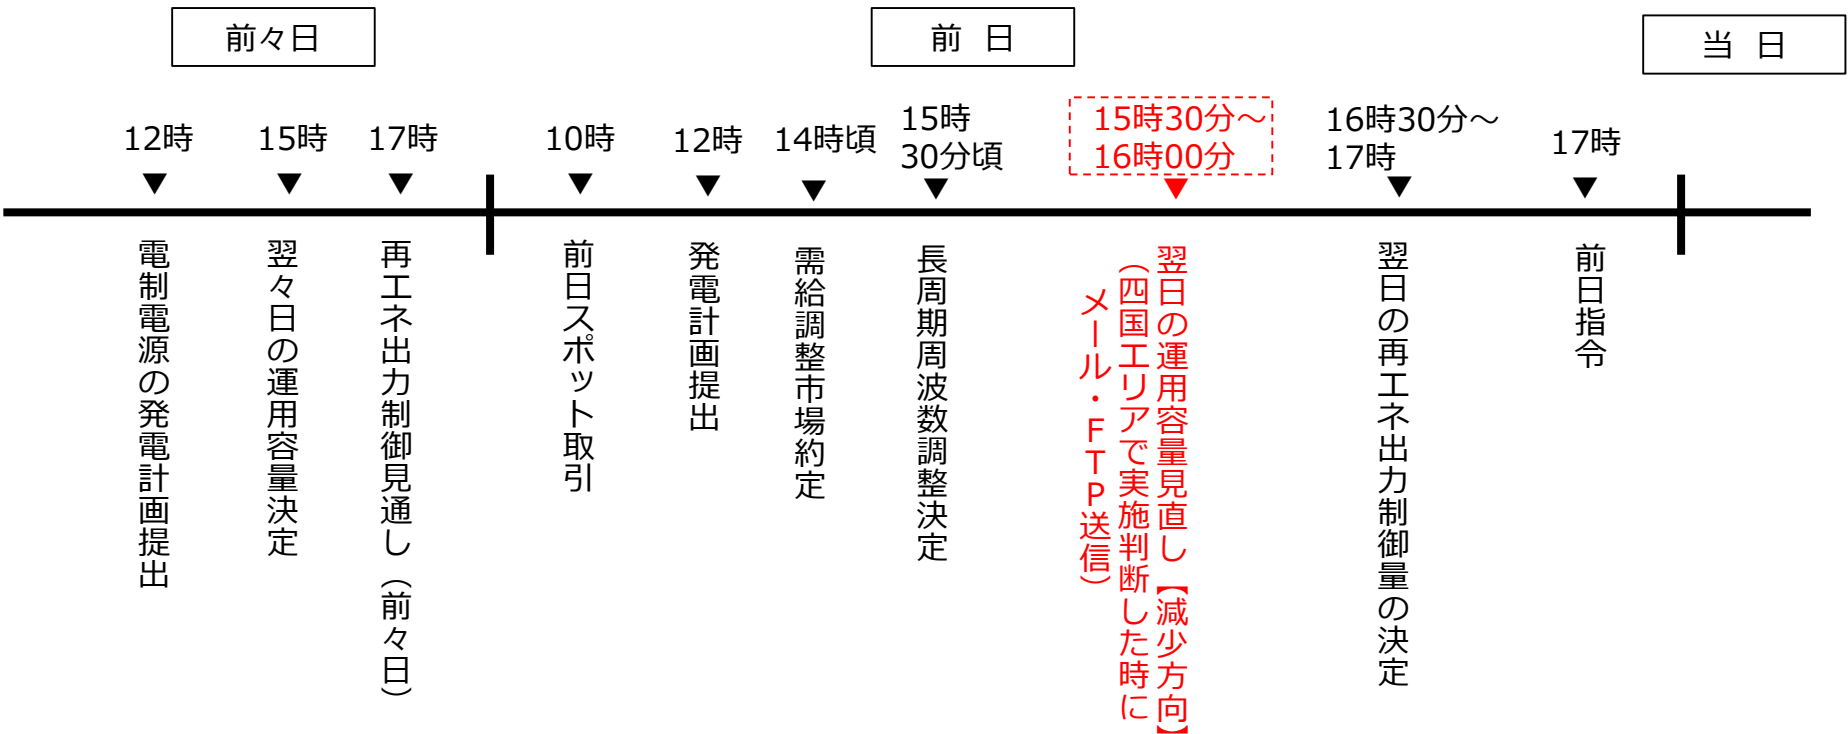 前々日
前 日
当 日
12時
15時
17時
10時
12時
14時頃
15時
30分頃
15時30分～
16時00分
16時30分～
17時
17時
電制電源の発電計画提出
翌々日の運用容量決定
再エネ出力制御見通し（前々日）
前日スポット取引
発電計画提出
需給調整市場約定
長周期周波数調整決定
翌日の運用容量見直し【減少方向】
（四国エリアで実施判断した時に
メール・ＦＴＰ送信）
翌日の再エネ出力制御量の決定
前日指令